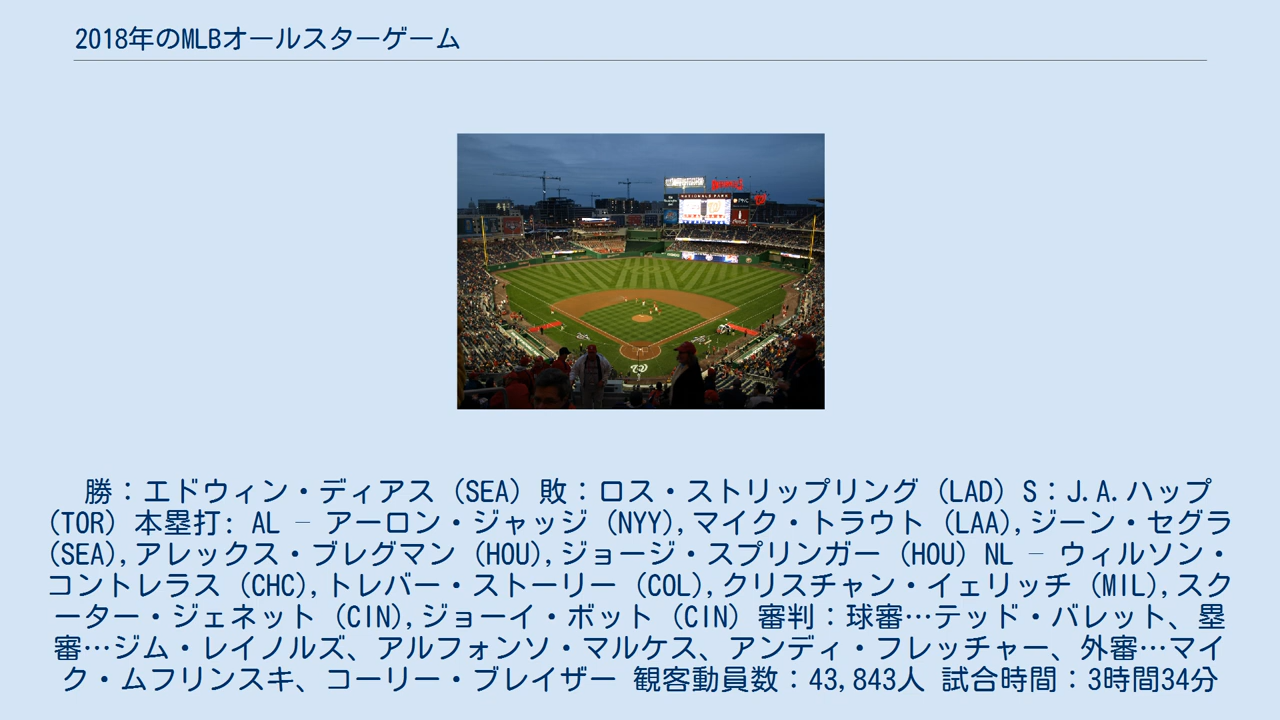 2018年のMLBオールスターゲーム
NATIONALS PARK
勝：エドウィン・ディアス (SEA) 敗：ロス・ストリップリング (LAD) S：J.A.ハップ
(TOR) 本塁打: AL – アーロン・ジャッジ (NYY),マイク・トラウト (LAA),ジーン・セグラ
(SEA),アレックス・ブレグマン (HOU),ジョージ・スプリンガー (HOU) NL – ウィルソン・
コントレラス (CHC),トレバー・ストーリー (COL),クリスチャン・イェリッチ (MIL),スク
ーター・ジェネット (CIN),ジョーイ・ボット (CIN) 審判：球審…テッド・バレット、塁
審…ジム・レイノルズ、アルフォンソ・マルケス、アンディ・フレッチャー、外審…マイ
ク・ムフリンスキ、コーリー・ブレイザー 観客動員数：43,843人 試合時間：3時間34分